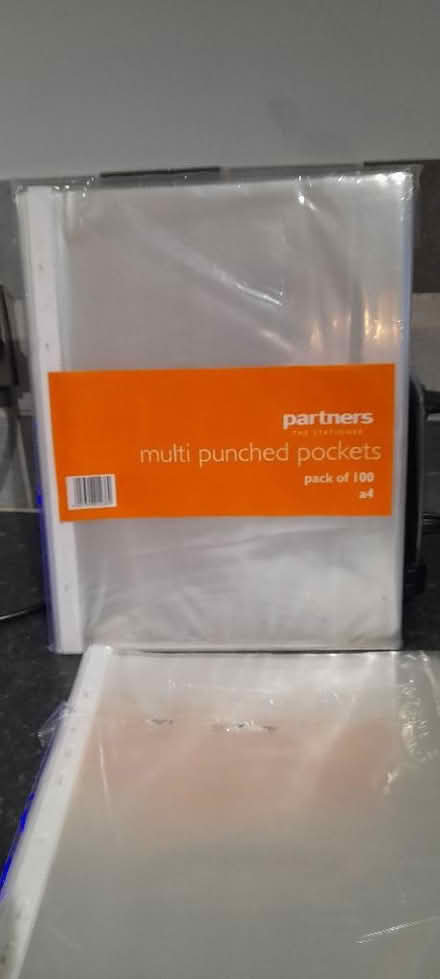 partners
THE STATIONER
multi punched pockets
pack of 100
a4